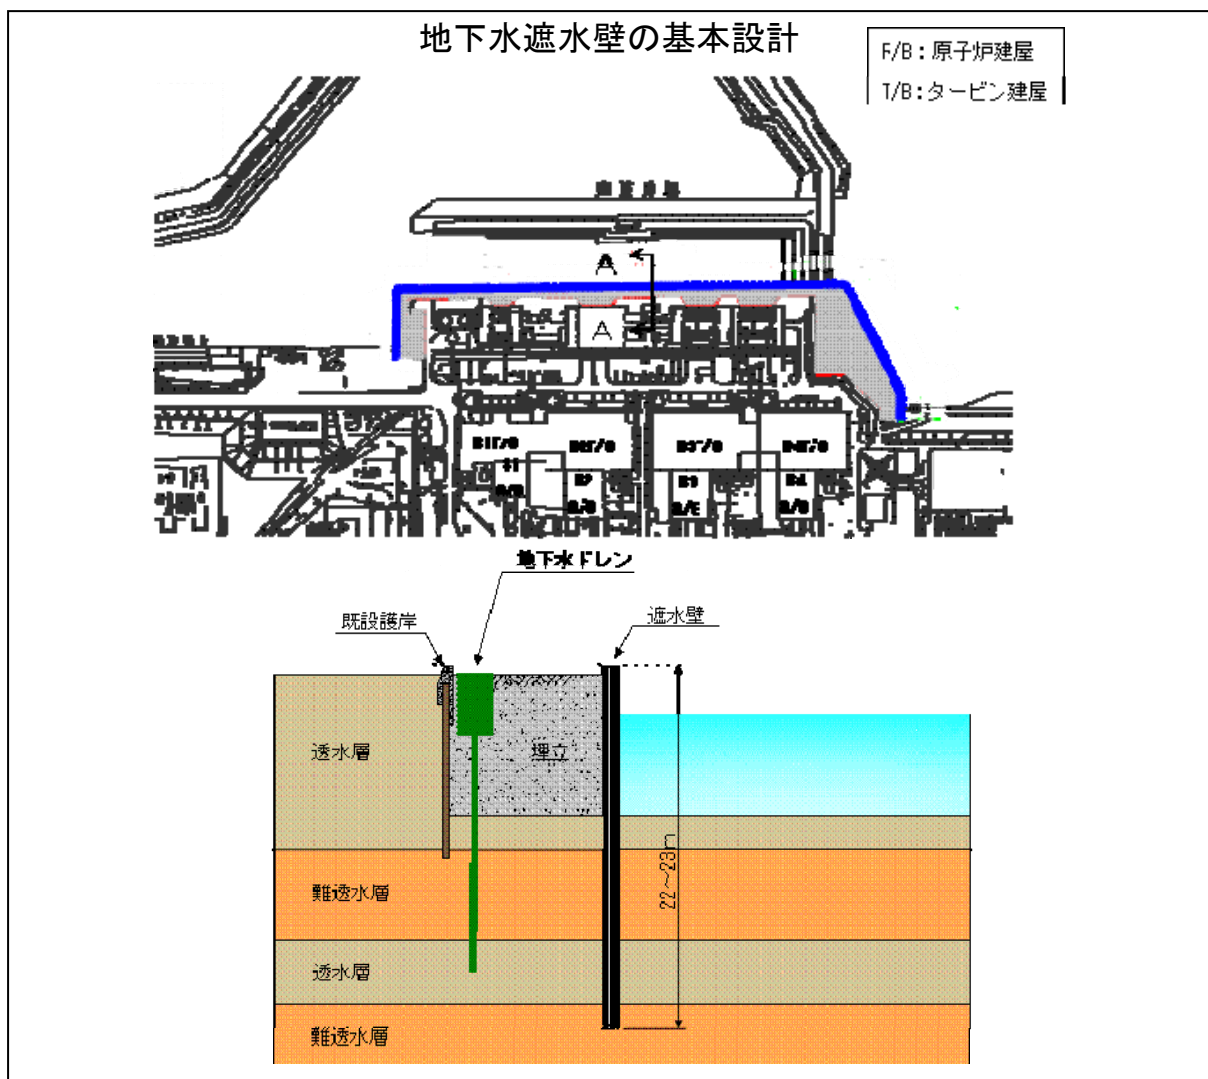 地下水遮水壁の基本設計
R/B:原子炉建屋
T/B:タービン建屋
A
A
地下水ドレン
既設護岸
遮水壁
透水層
埋立
22～23m
難透水層
透水層
難透水層